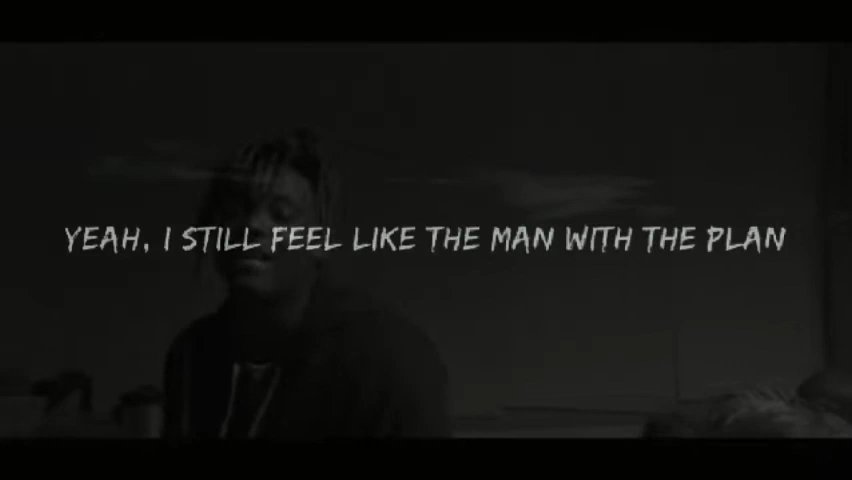 YEAH, I STILL FEEL LIKE THE MAN WITH THE PLAN